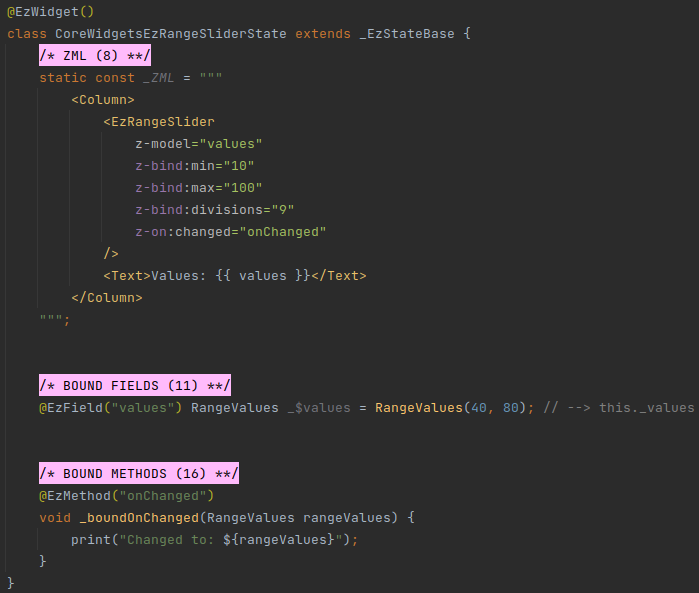 @EzWidget()
class CoreWidgetsEzRangeSliderState extends _EzStateBase {
/* ZML (8) **/
static const _ZML = """
<Column>
<EzRangeSlider
z-model="values"
z-bind:min="10"
z-bind:max="100"
z-bind:divisions="9"
z-on:changed="onChanged"
/>
<Text>Values: {{ values }}</Text>
</Column>
""";
/* BOUND FIELDS (11) **/
@EzField("values") RangeValues _$values = RangeValues(40, 80); // --> this._values
/* BOUND METHODS (16) **/
@EzMethod("onChanged")
void _boundOnChanged(RangeValues rangeValues) {
print("Changed to: ${rangeValues}");
}
}